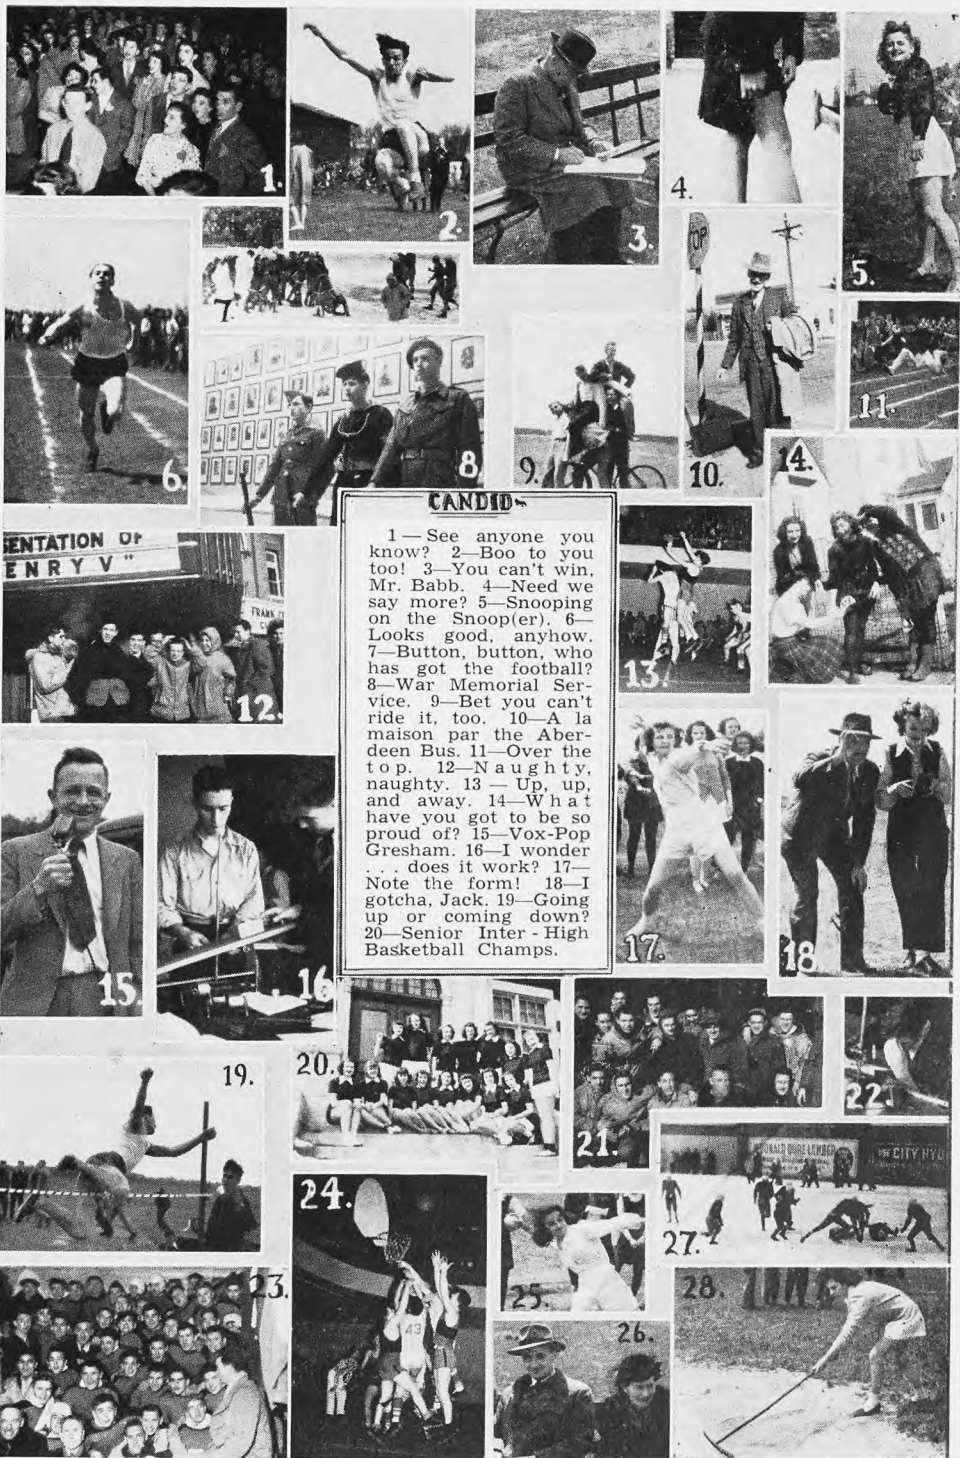 1.
2.
3.
4.
OP
5.
6.
8
9.
10.
11.
14.
CANDID
1—See anyone you
know? 2—Boo to you
too! 3—You can't win,
Mr. Babb. 4—Need we
say more? 5—Snooping
on the Snoop(er). 6—
Looks good, anyhow.
7—Button, button, who
has got the football?
8—War Memorial Ser-
vice. 9—Bet you can't
ride it, too. 10—A la
maison par the Aber-
deen Bus. 11—Over the
top. 12—Naughty,
naughty. 13 — Up, up,
and away. 14—What
have you got to be so
proud of? 15—Vox-Pop
Gresham. 16—I wonder
. . . does it work? 17—
Note the form! 18—I
gotcha, Jack. 19—Going
up or coming down?
20—Senior Inter - High
Basketball Champs.
SENTATION OF
ENRY V"
FRANK
12.
13.
15.
16
17.
18
19.
20.
21.
22.
LUMBER
CITY HYD
23.
24.
43
25.
26.
27.
28.